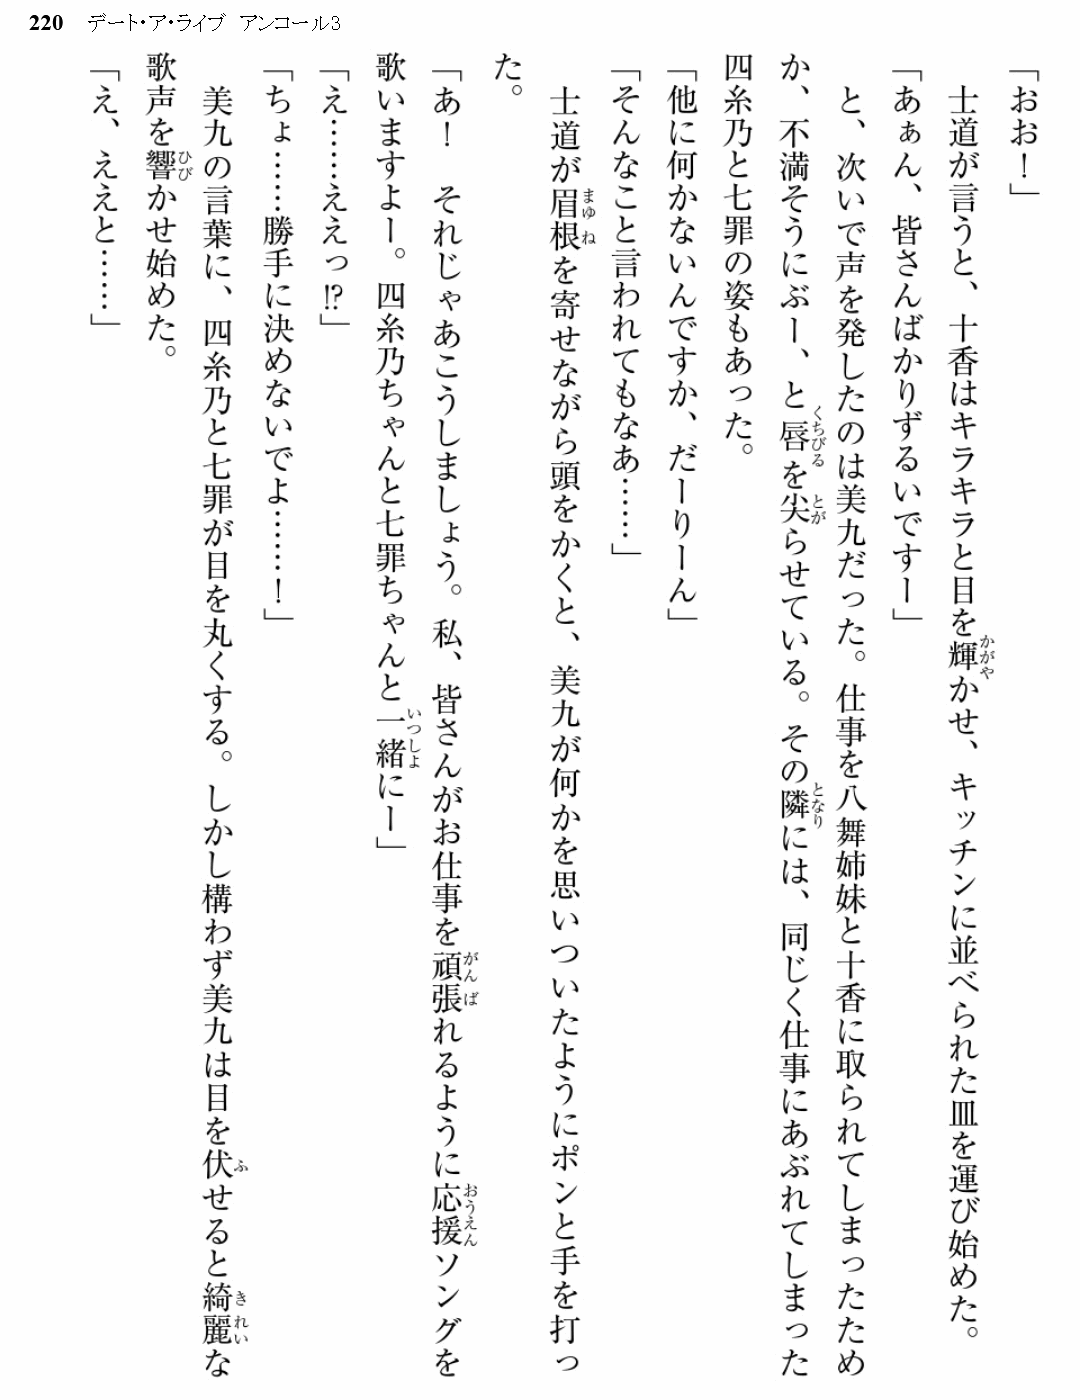 220 デート・ア・ライブ アンコール3
「おお！」
士道が言うと、十香はキラキラと目を輝かせ、キッチンに並べられた皿を運び始めた。
「あぁん、皆さんばかりずるいですー」
と、次いで声を発したのは美九だった。仕事を八舞姉妹と十香に取られてしまったため
か、不満そうにぶー、と唇を尖らせている。その隣には、同じく仕事にあぶれてしまった
四糸乃と七罪の姿もあった。
「他に何かないんですか、だーりーん」
「そんなこと言われてもなあ……」
士道が眉根を寄せながら頭をかくと、美九が何かを思いついたようにポンと手を打っ
た。
「あ！　それじゃあこうしましょう。私、皆さんがお仕事を頑張れるように応援ソングを
歌いますよー。四糸乃ちゃんと七罪ちゃんと一緒にー」
「え……ええっ!?」
「ちょ……勝手に決めないでよ……！」
美九の言葉に、四糸乃と七罪が目を丸くする。しかし構わず美九は目を伏せると綺麗な
歌声を響かせ始めた。
「え、ええと……」